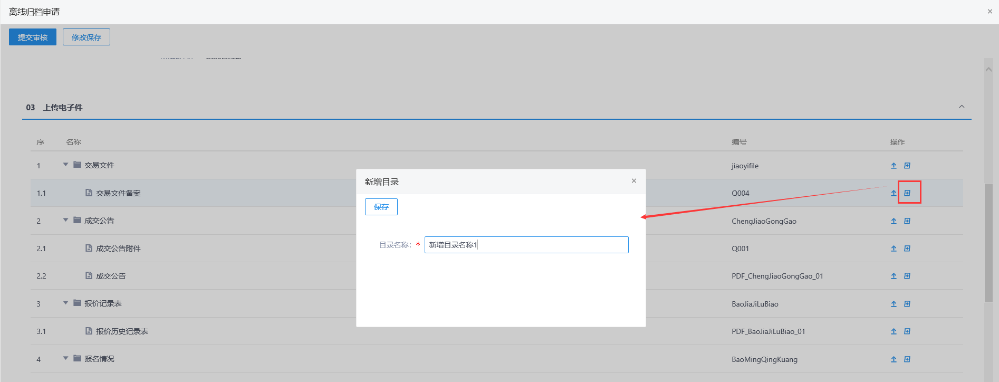 离线归档申请
提交审核 修改保存
03 上传电子件
序 名称 编号 操作
1 交易文件 jiaoyifile
1.1 交易文件备案 Q004
2 成交公告 ChengJiaoGongGao
2.1 成交公告附件 Q001
2.2 成交公告 PDF_ChengJiaoGongGao_01
3 报价记录表 BaoJiaJiLuBiao
3.1 报价历史记录表 PDF_BaoJiaJiLuBiao_01
4 报名情况 BaoMingQingKuang
新增目录
保存
目录名称: * 新增目录名称1